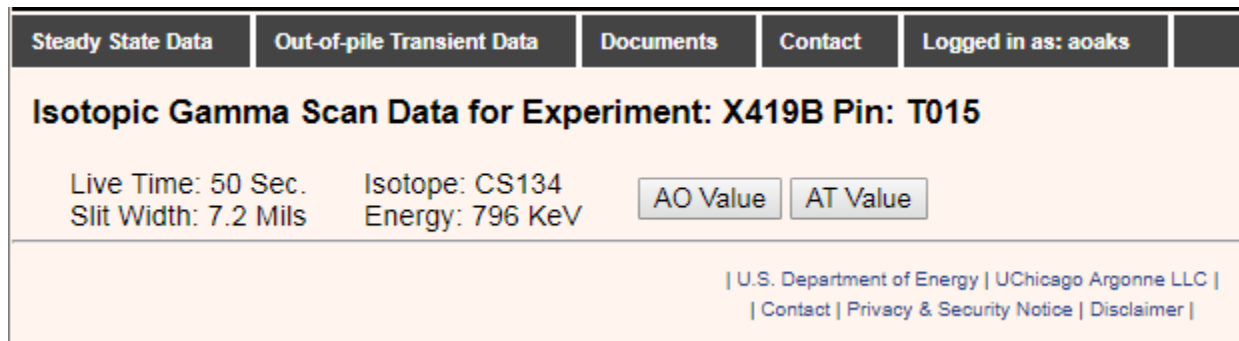 Steady State Data Out-of-pile Transient Data Documents Contact Logged in as: aoaks
Isotopic Gamma Scan Data for Experiment: X419B Pin: T015
Live Time: 50 Sec. Isotope: CS134 AO Value AT Value
Slit Width: 7.2 Mils Energy: 796 KeV
| U.S. Department of Energy | UChicago Argonne LLC |
| Contact | Privacy & Security Notice | Disclaimer |